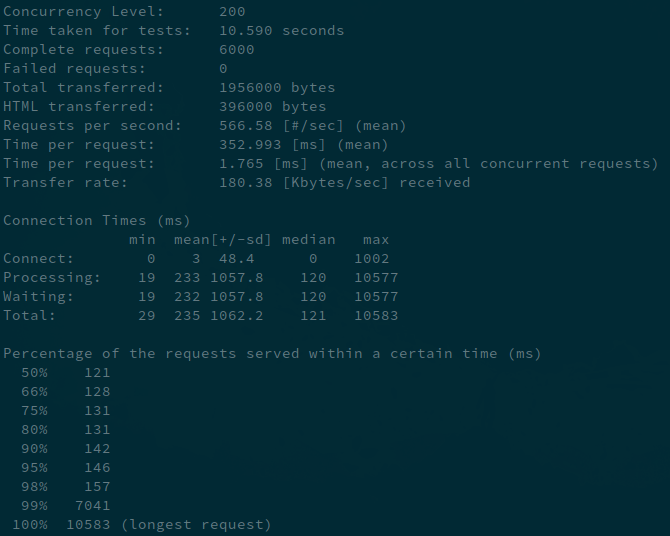 Concurrency Level:      200
Time taken for tests:   10.590 seconds
Complete requests:      6000
Failed requests:        0
Total transferred:      1956000 bytes
HTML transferred:       396000 bytes
Requests per second:    566.58 [#/sec] (mean)
Time per request:       352.993 [ms] (mean)
Time per request:       1.765 [ms] (mean, across all concurrent requests)
Transfer rate:          180.38 [Kbytes/sec] received

Connection Times (ms)
              min  mean[+/-sd] median   max
Connect:        0    3  48.4      0    1002
Processing:    19  233 1057.8   120   10577
Waiting:       19  232 1057.8   120   10577
Total:         29  235 1062.2   121   10583

Percentage of the requests served within a certain time (ms)
  50%    121
  66%    128
  75%    131
  80%    131
  90%    142
  95%    146
  98%    157
  99%   7041
 100%  10583 (longest request)